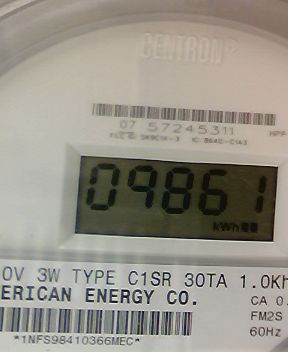 CENTRON®
07 57245311
09861
kWh
0V 3W TYPE C1SR 30TA 1.0Kh
ERICAN ENERGY CO.
CA 0.
FM2S
60Hz
*1NFS98410366MEC*